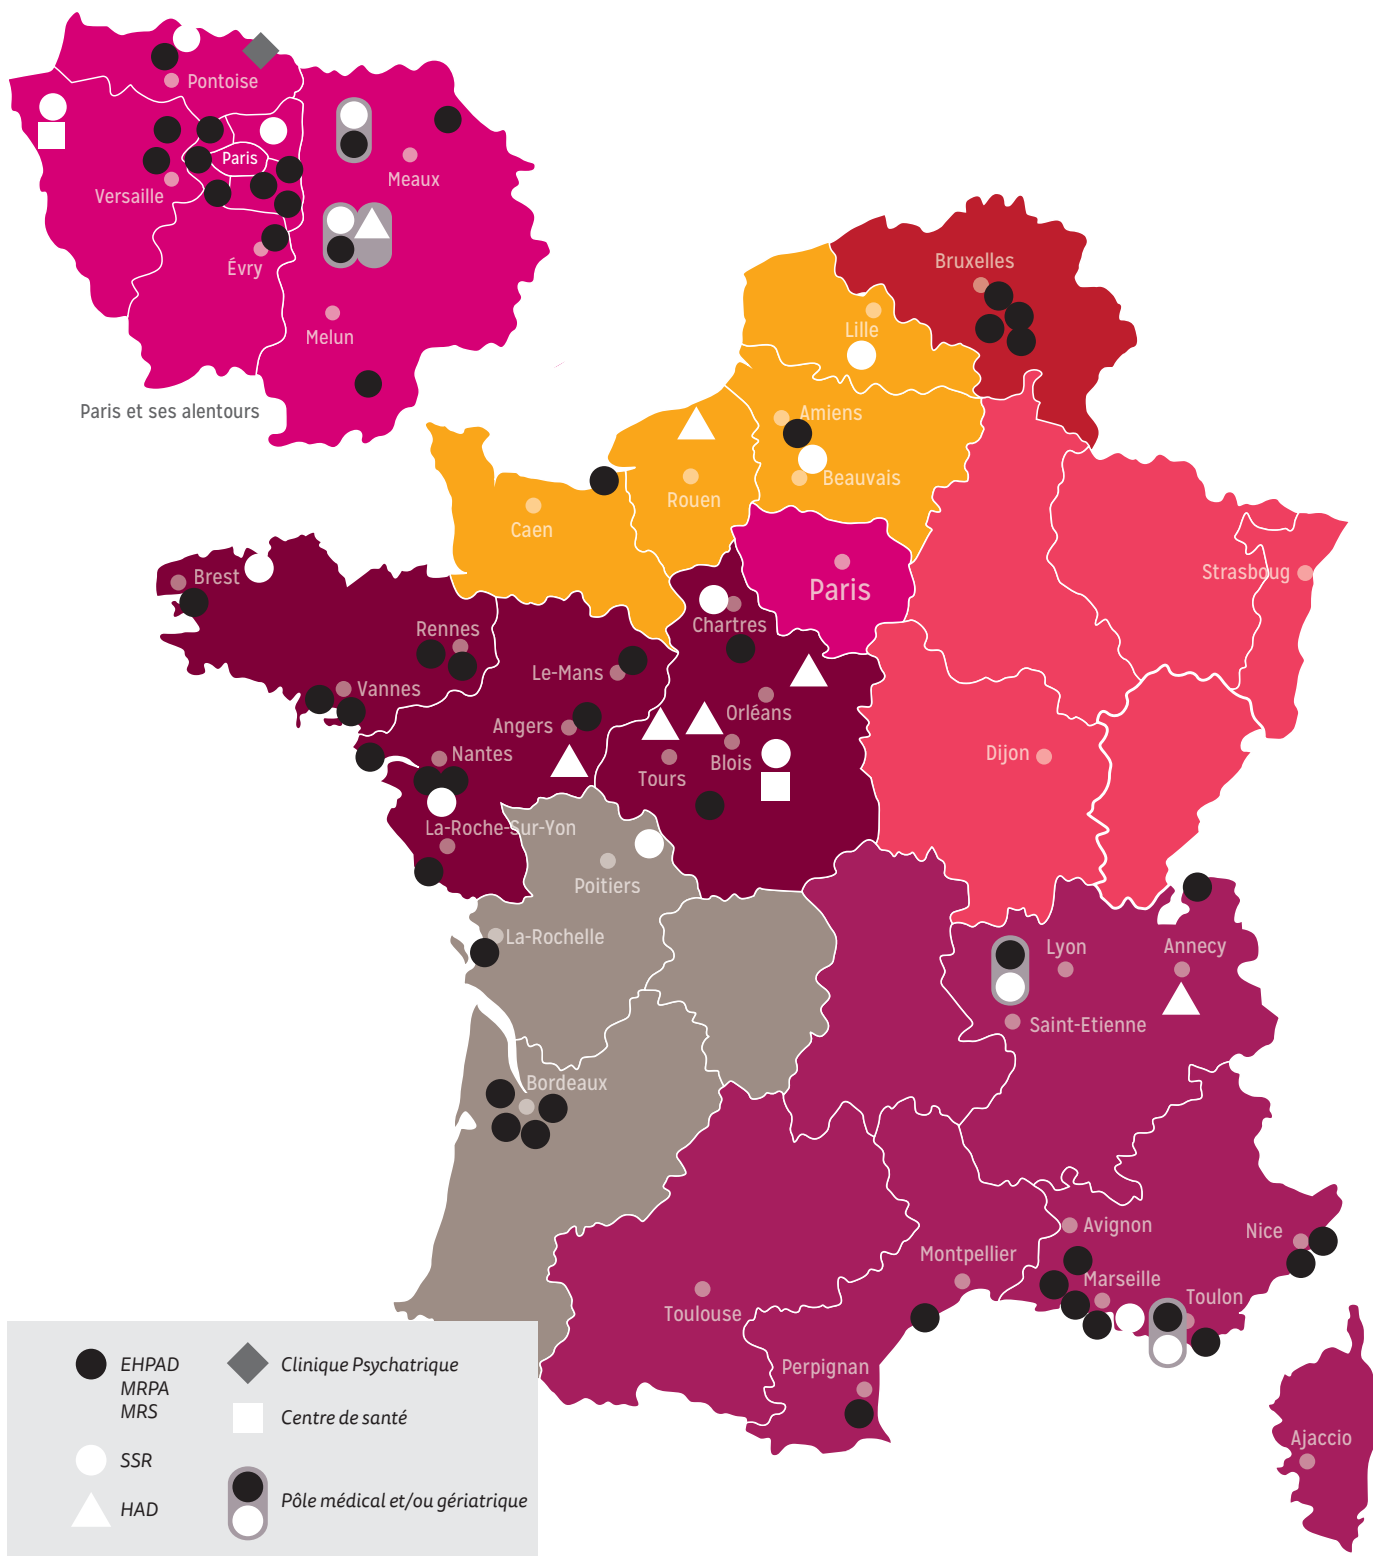 Pontoise
Paris
Meaux
Versaille
Évry
Melun
Paris et ses alentours
Bruxelles
Lille
Amiens
Beauvais
Rouen
Caen
Strasboug
Paris
Brest
Chartres
Rennes
Le-Mans
Vannes
Orléans
Angers
Nantes
Blois
Dijon
Tours
La-Roche-Sur-Yon
Poitiers
La-Rochelle
Lyon
Annecy
Saint-Etienne
Bordeaux
Avignon
Nice
Montpellier
Marseille
Toulon
Toulouse
Perpignan
Ajaccio
EHPAD
MRPA
MRS
SSR
HAD
Clinique Psychatrique
Centre de santé
Pôle médical et/ou gériatrique